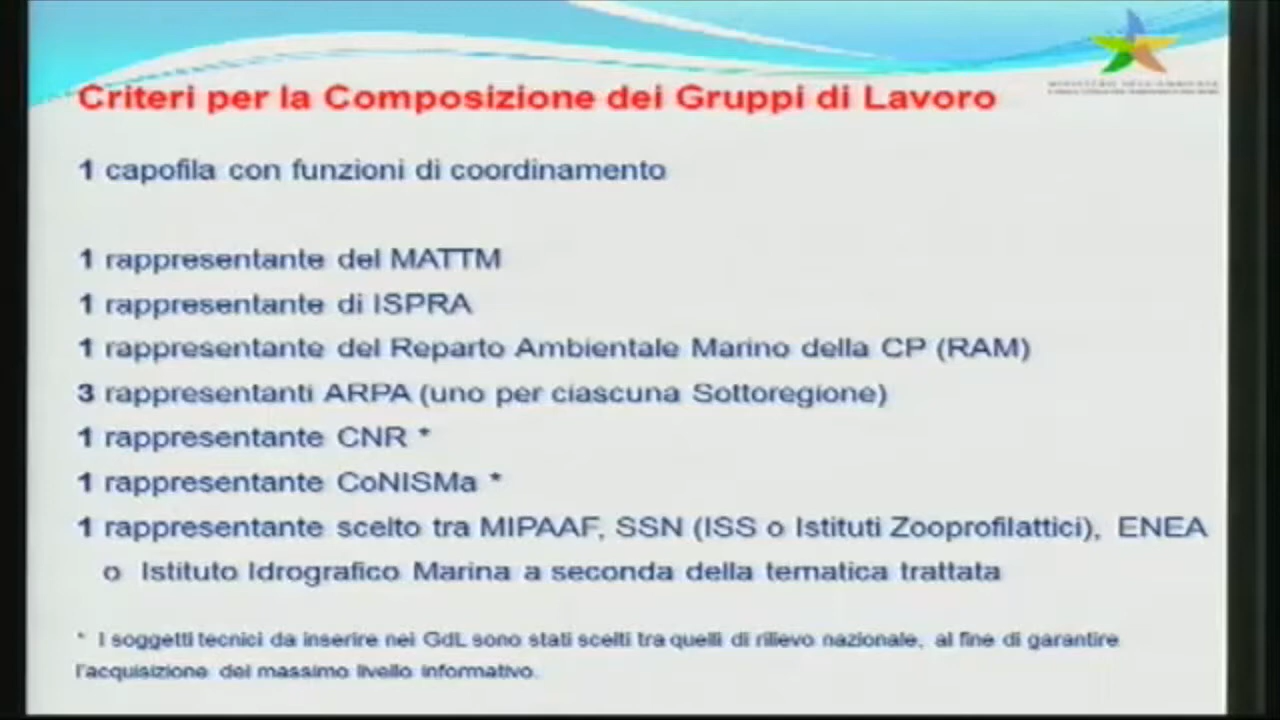 Criteri per la Composizione dei Gruppi di Lavoro
1 capofila con funzioni di coordinamento
1 rappresentante del MATTM
1 rappresentante di ISPRA
1 rappresentante del Reparto Ambientale Marino della CP (RAM)
3 rappresentanti ARPA (uno per ciascuna Sottoregione)
1 rappresentante CNR *
1 rappresentante CoNISMa *
1 rappresentante scelto tra MIPAAF, SSN (ISS o Istituti Zooprofilattici), ENEA
o Istituto Idrografico Marina a seconda della tematica trattata
* I soggetti tecnici da inserire nei GdL sono stati scelti tra quelli di rilievo nazionale, al fine di garantire
l'acquisizione del massimo livello informativo.